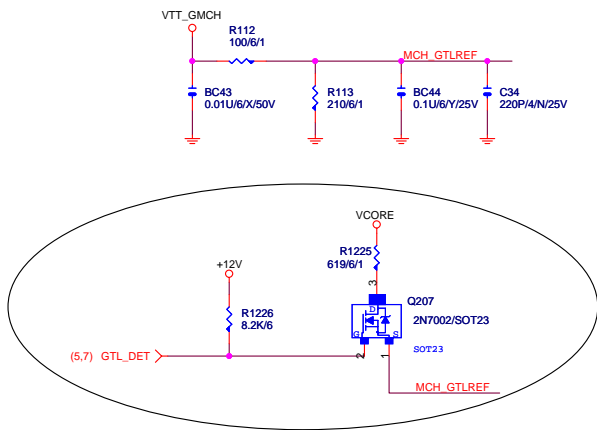 VTT_GMCH
R112
100/6/1
MCH_GTLREF
BC43
0.01U/6/X/50V
R113
210/6/1
BC44
0.1U/6/Y/25V
C34
220P/4/N/25V
VCORE
R1225
619/6/1
+12V
3
Q207
D
R1226
8.2K/6
2N7002/SOT23
G
S
SOT23
(5,7) GTL_DET
2
1
MCH_GTLREF